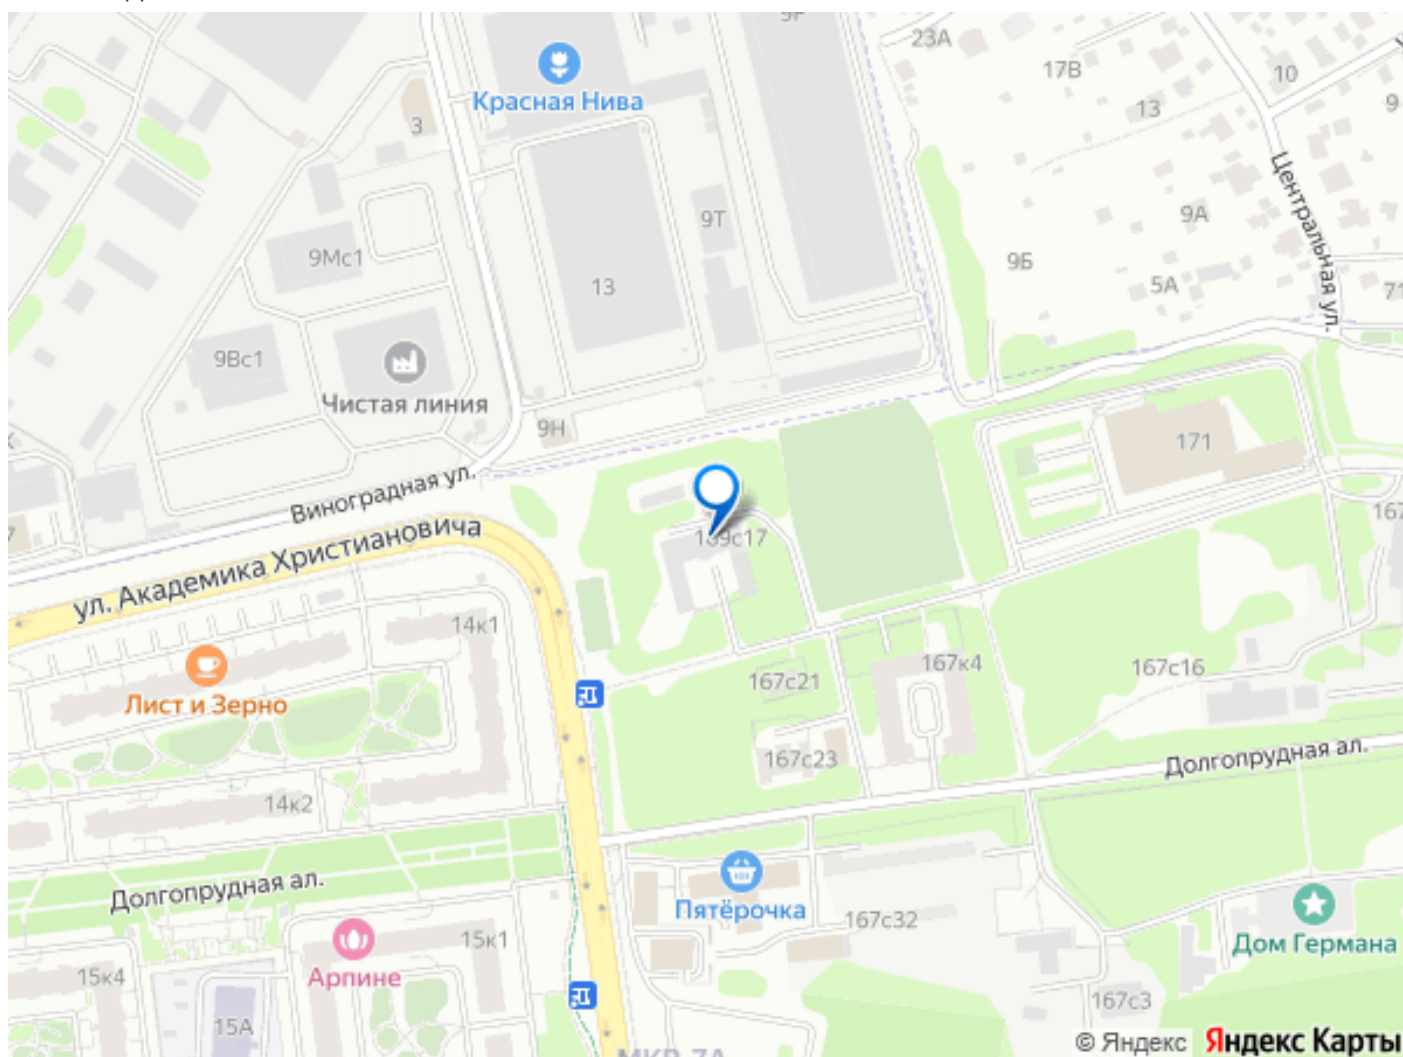 23А
17В
10
9
Красная Нива
3
13
Центральная ул.
9Т
9А
9Мс1
9Б
13
5А
71
9Вс1
Чистая линия
9Н
171
Виноградная ул.
167
ул. Академика Христиановича
14к1
167к4
167с16
167с21
Лист и Зерно
167с23
Долгопрудная ал.
14к2
Долгопрудная ал.
Пятёрочка
167с32
15к1
Дом Германа
Арпине
15к4
167с3
15А
© Яндекс Яндекс Карты